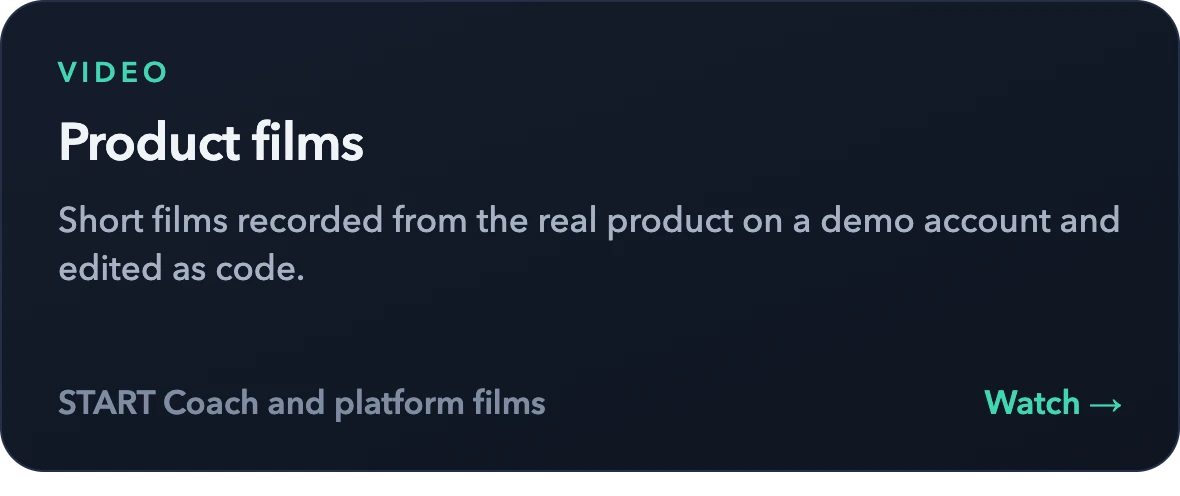 VIDEO
Product films
Short films recorded from the real product on a demo account and
edited as code.
START Coach and platform films
Watch →